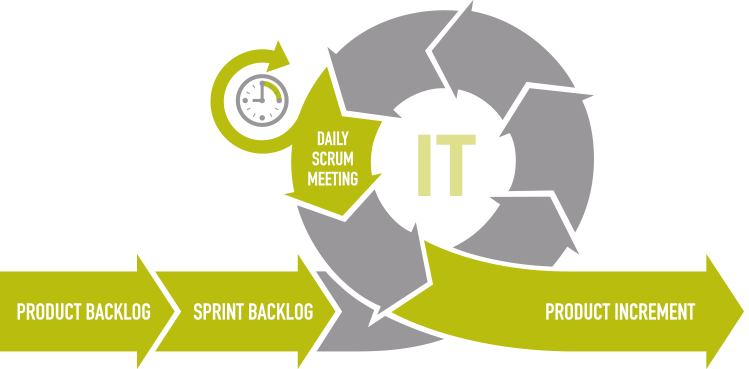 DAILY
SCRUM
MEETING
IT
PRODUCT BACKLOG
SPRINT BACKLOG
PRODUCT INCREMENT